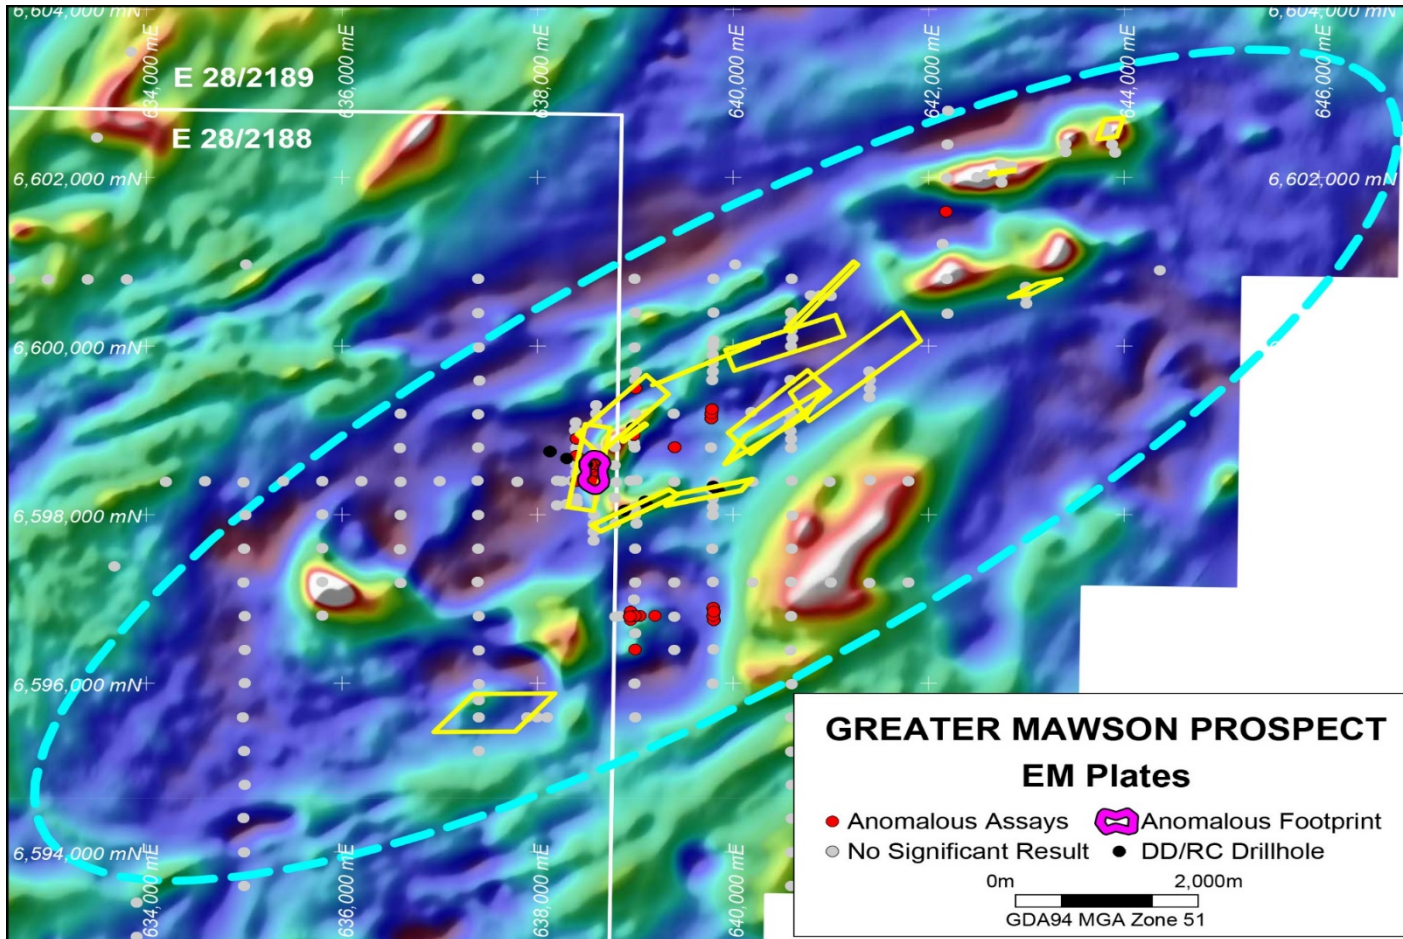 6,604,000 mN
6,604,000 mN
634,000 mE
636,000 mE
638,000 mE
640,000 mE
642,000 mE
644,000 mE
646,000 mE
E 28/2189
E 28/2188
6,602,000 mN
6,602,000 mN
6,600,000 mN
6,598,000 mN
6,596,000 mN
6,594,000 mN
634,000 mE
636,000 mE
638,000 mE
640,000 mE
GREATER MAWSON PROSPECT
EM Plates
Anomalous Assays
Anomalous Footprint
No Significant Result
DD/RC Drillhole
0m 2,000m
GDA94 MGA Zone 51